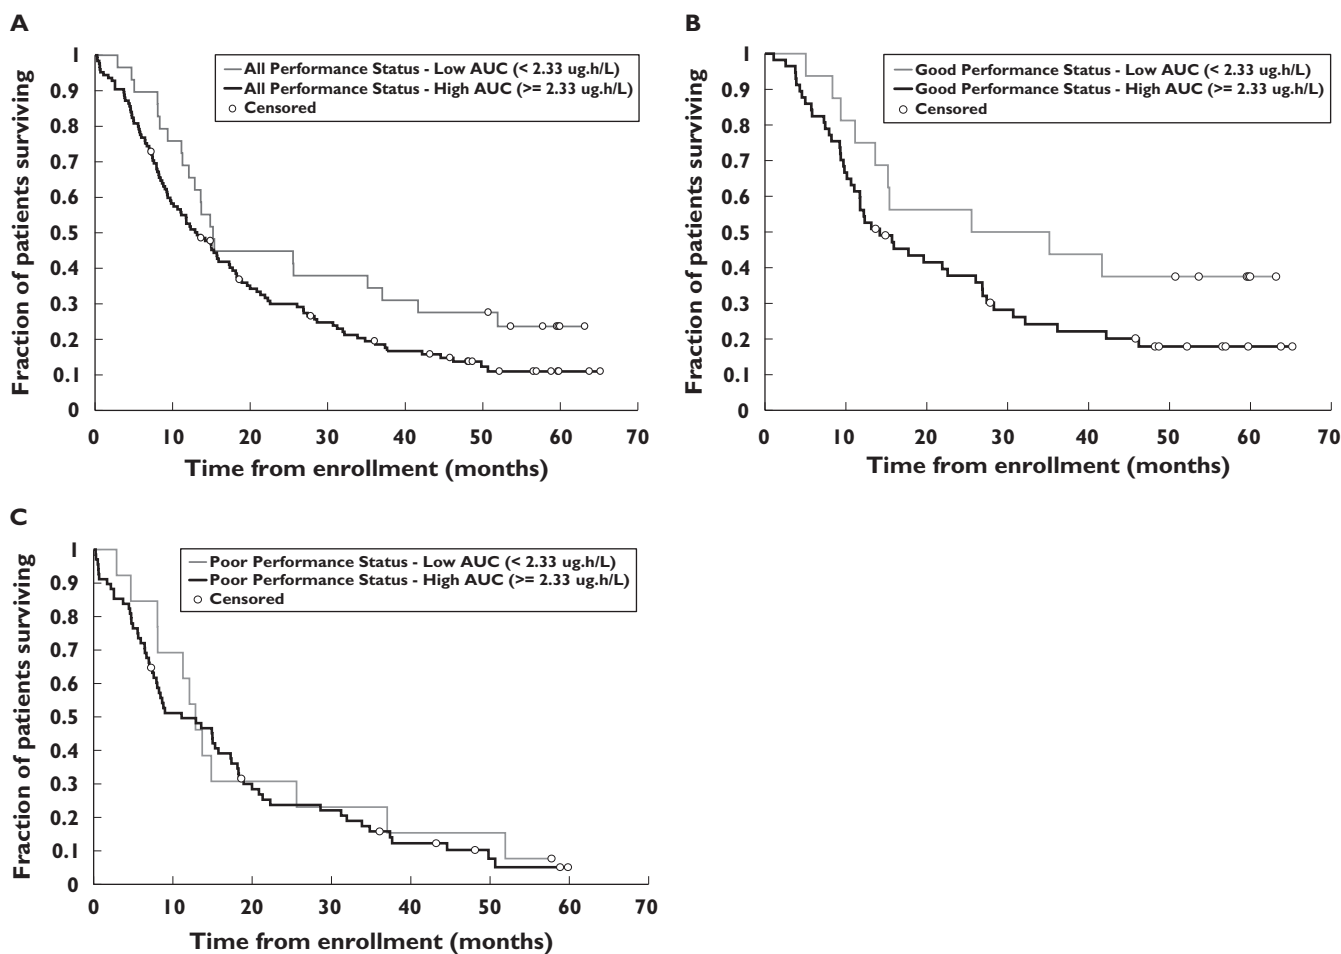 A
Fraction of patients surviving
1
0.9
0.8
0.7
0.6
0.5
0.4
0.3
0.2
0.1
0
All Performance Status - Low AUC (< 2.33 ug.h/L)
All Performance Status - High AUC (>= 2.33 ug.h/L)
Censored
0 10 20 30 40 50 60 70
Time from enrollment (months)
B
Fraction of patients surviving
1
0.9
0.8
0.7
0.6
0.5
0.4
0.3
0.2
0.1
0
Good Performance Status - Low AUC (< 2.33 ug.h/L)
Good Performance Status - High AUC (>= 2.33 ug.h/L)
Censored
0 10 20 30 40 50 60 70
Time from enrollment (months)
C
Fraction of patients surviving
1
0.9
0.8
0.7
0.6
0.5
0.4
0.3
0.2
0.1
0
Poor Performance Status - Low AUC (< 2.33 ug.h/L)
Poor Performance Status - High AUC (>= 2.33 ug.h/L)
Censored
0 10 20 30 40 50 60 70
Time from enrollment (months)